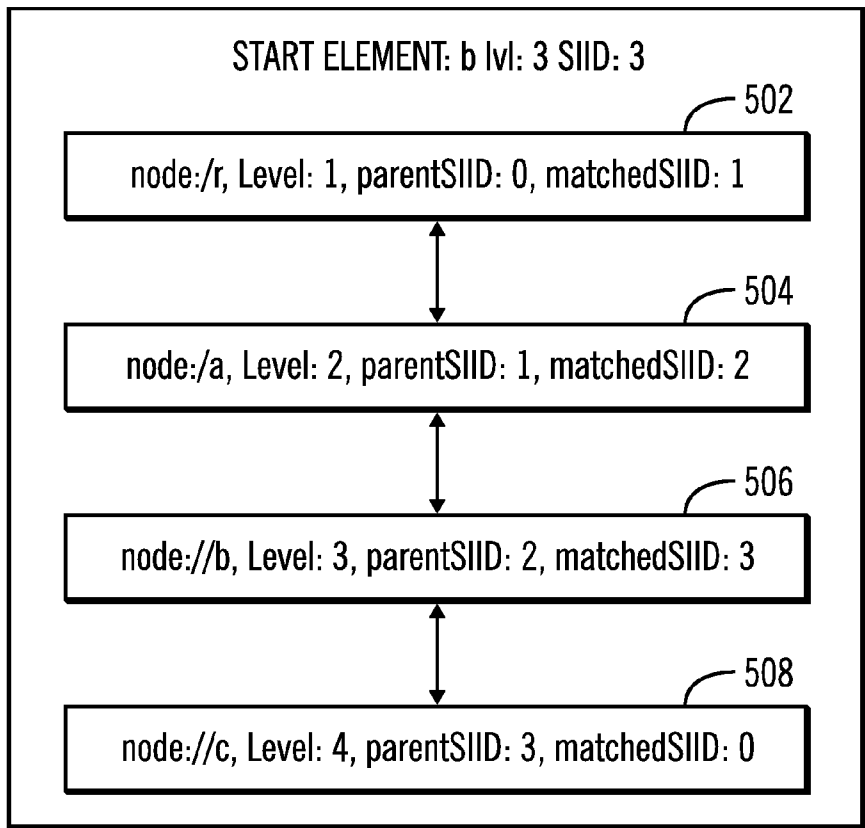 START ELEMENT: b lvl: 3 SIID: 3
502
node:/r, Level: 1, parentSIID: 0, matchedSIID: 1
504
node:/a, Level: 2, parentSIID: 1, matchedSIID: 2
506
node://b, Level: 3, parentSIID: 2, matchedSIID: 3
508
node://c, Level: 4, parentSIID: 3, matchedSIID: 0